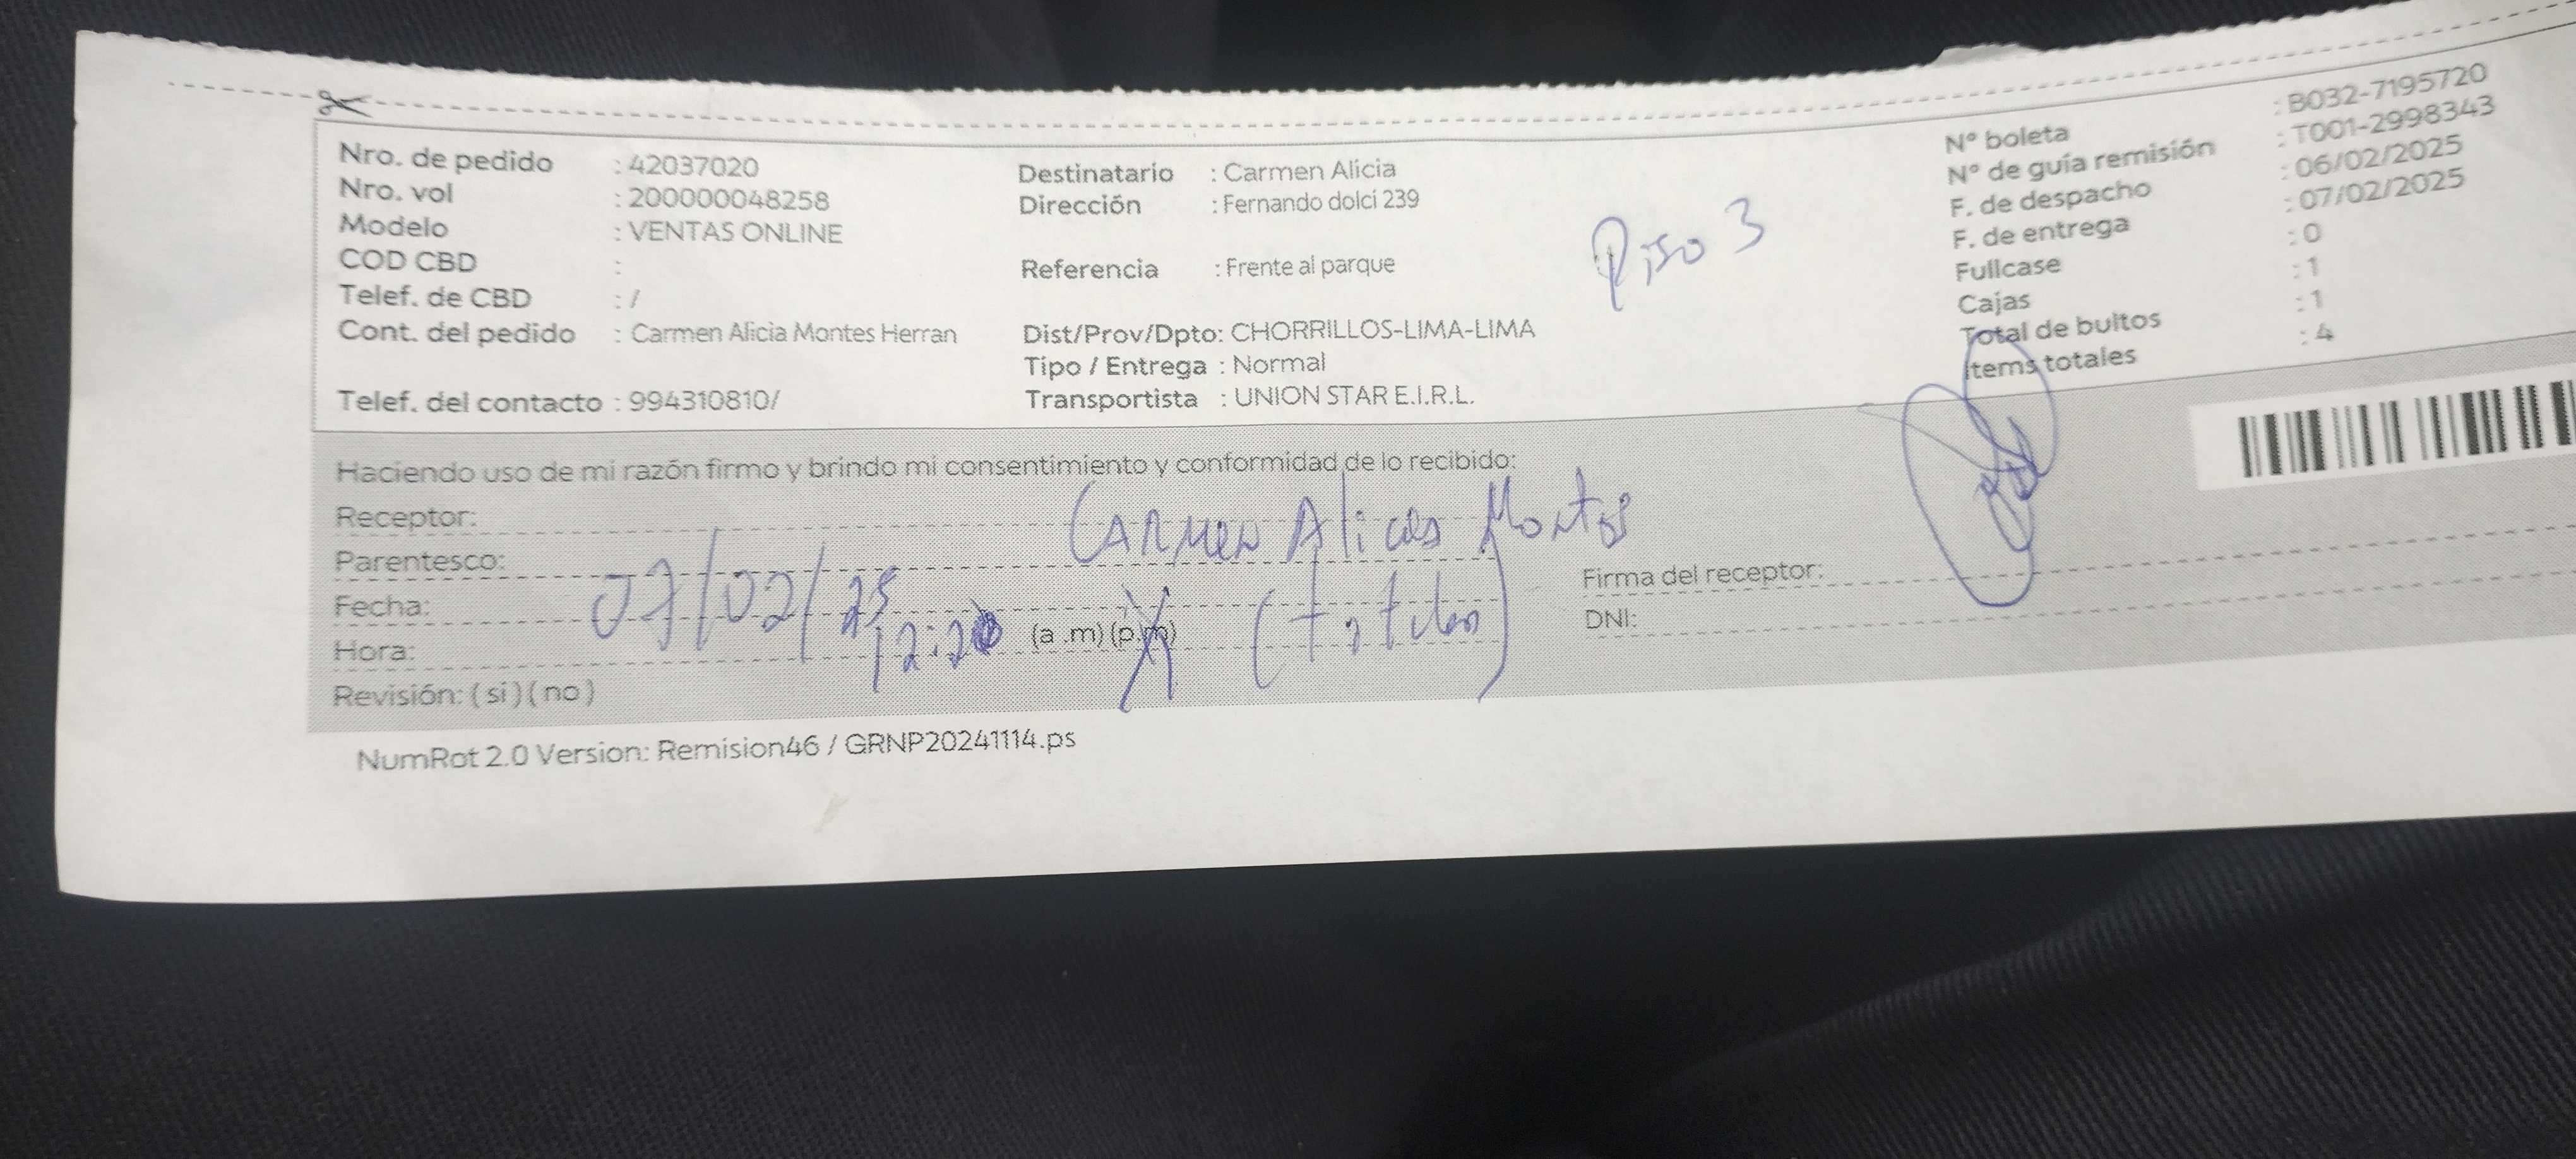 Nro. de pedido : 42037020
Nro. vol : 200000048258
Modelo : VENTAS ONLINE
COD CBD :
Telef. de CBD : /
Cont. del pedido : Carmen Alicia Montes Herran
Telef. del contacto : 994310810/
Destinatario : Carmen Alicia
Dirección : Fernando dolci 239
Referencia : Frente al parque
Dist/Prov/Dpto: CHORRILLOS-LIMA-LIMA
Tipo / Entrega : Normal
Transportista : UNION STAR E.I.R.L.
Piso 3
Nº boleta : B032-7195720
Nº de guía remisión : T001-2998343
F. de despacho : 06/02/2025
F. de entrega : 07/02/2025
Fullcase : 0
Cajas : 1
Total de bultos : 1
Items totales : 4
Haciendo uso de mi razón firmo y brindo mi consentimiento y conformidad de lo recibido:
Receptor: Carmen Montes
Parentesco:
Fecha: 07/02/25
Hora: (a .m) (p.m)
Revisión: ( si ) ( no )
Firma del receptor:
DNI:
NumRot 2.0 Version: Remision46 / GRNP20241114.ps